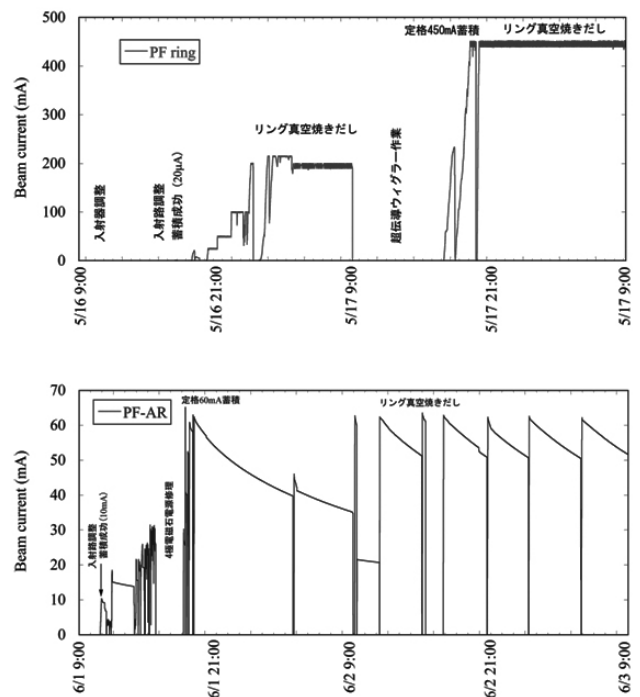 500
400
300
200
100
0
Beam current (mA)
PF ring
入射器調整
入射路調整
蓄積成功（20μA）
リング真空焼きだし
超伝導ウィグラー作業
定格450mA蓄積
リング真空焼きだし
5/16 9:00
5/16 21:00
5/17 9:00
5/17 21:00
5/17 9:00
70
60
50
40
30
20
10
0
Beam current (mA)
PF-AR
入射路調整
蓄積成功(10mA)
4極電磁石電源修理
定格60mA蓄積
リング真空焼きだし
6/1 9:00
6/1 21:00
6/2 9:00
6/2 21:00
6/3 9:00